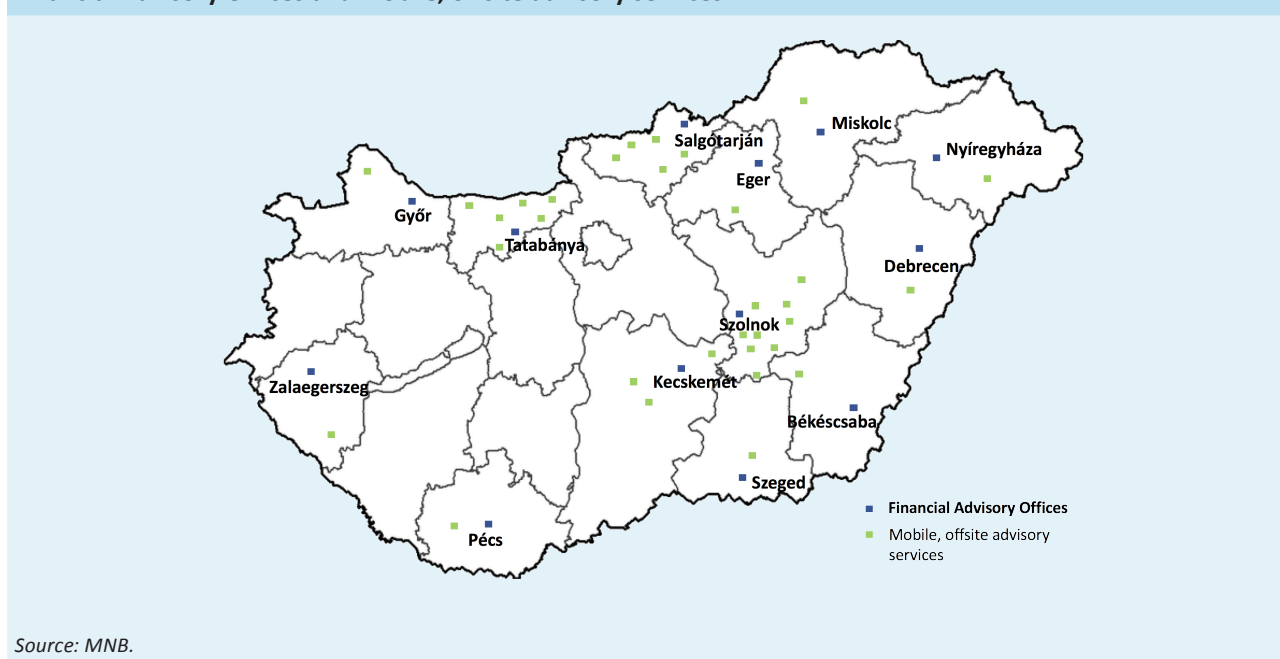 Miskolc
Salgótarján
Nyíregyháza
Eger
Győr
Tatabánya
Debrecen
Szolnok
Zalaegerszeg
Kecskemét
Békéscsaba
Szeged
Pécs
Financial Advisory Offices
Mobile, offsite advisory
services
Source: MNB.